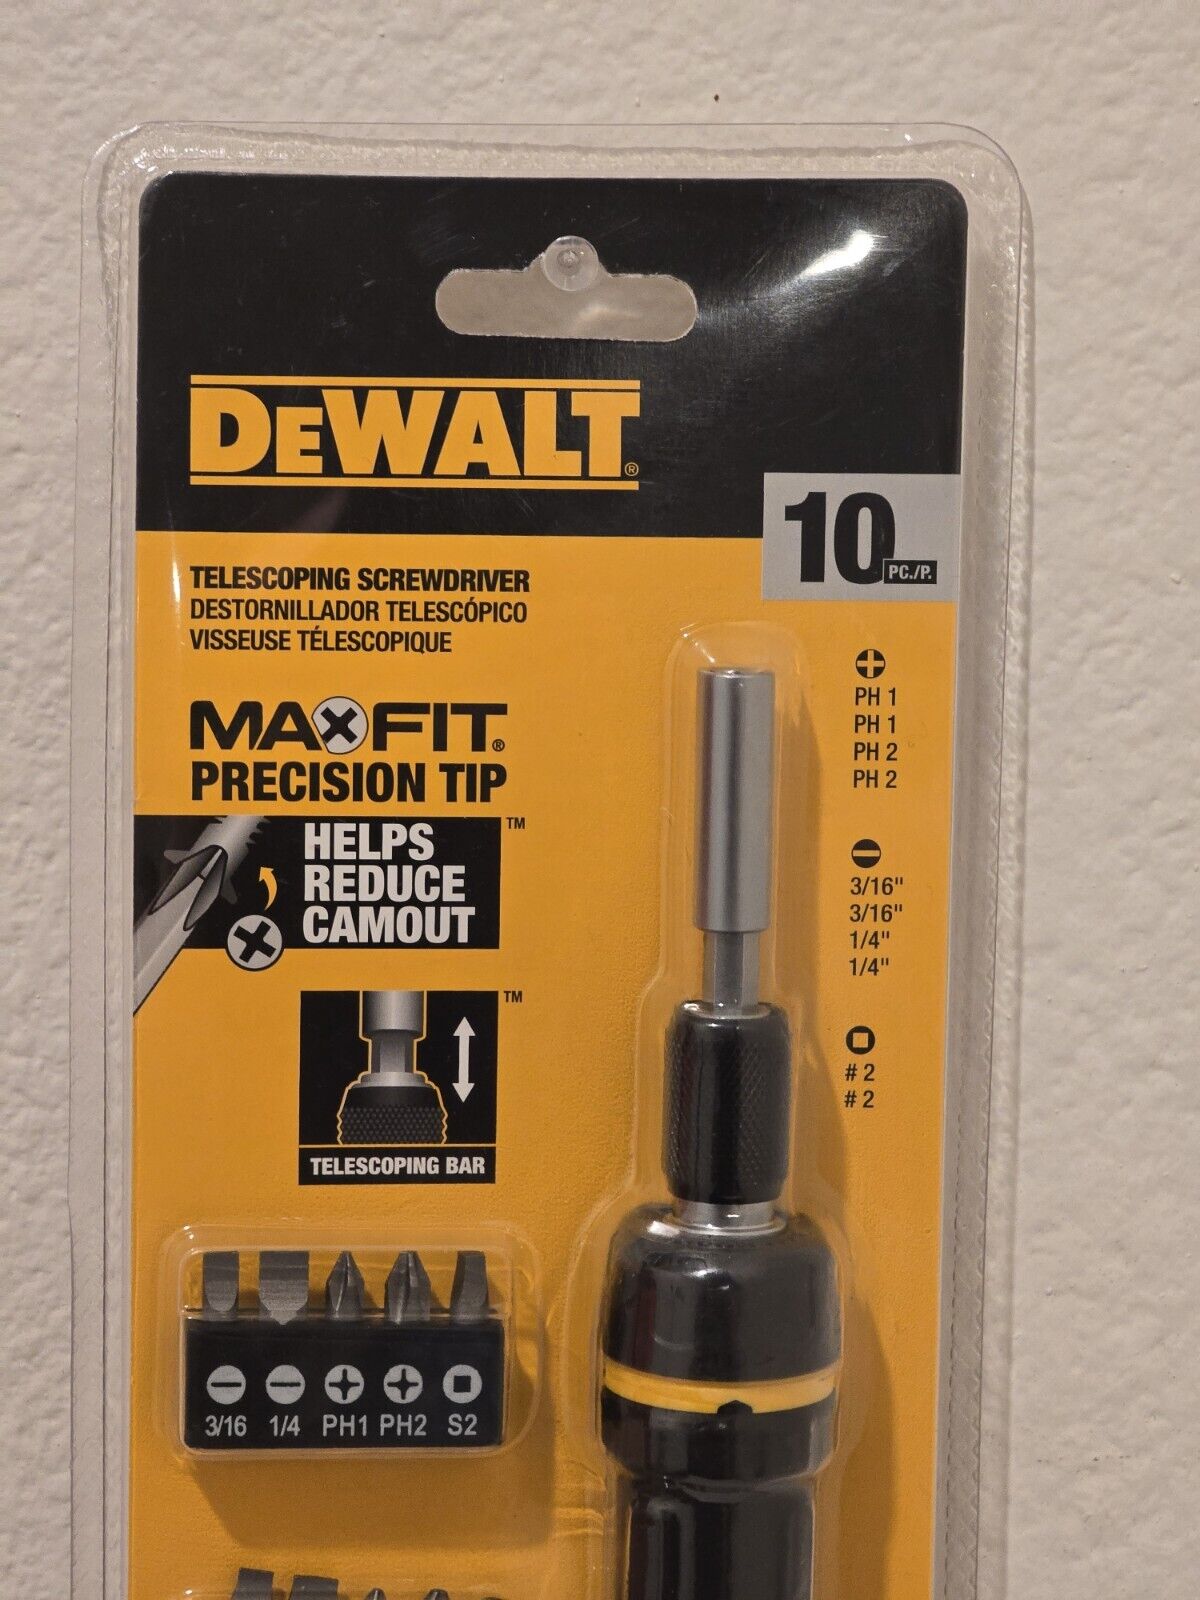 DEWALT®
10 PC./P.
TELESCOPING SCREWDRIVER
DESTORNILLADOR TELESCÓPICO
VISSEUSE TÉLESCOPIQUE
MAXFIT®
PRECISION TIP
HELPS
REDUCE
CAMOUT
™
TELESCOPING BAR
™
PH 1
PH 1
PH 2
PH 2
3/16"
3/16"
1/4"
1/4"
# 2
# 2
3/16 1/4 PH1 PH2 S2